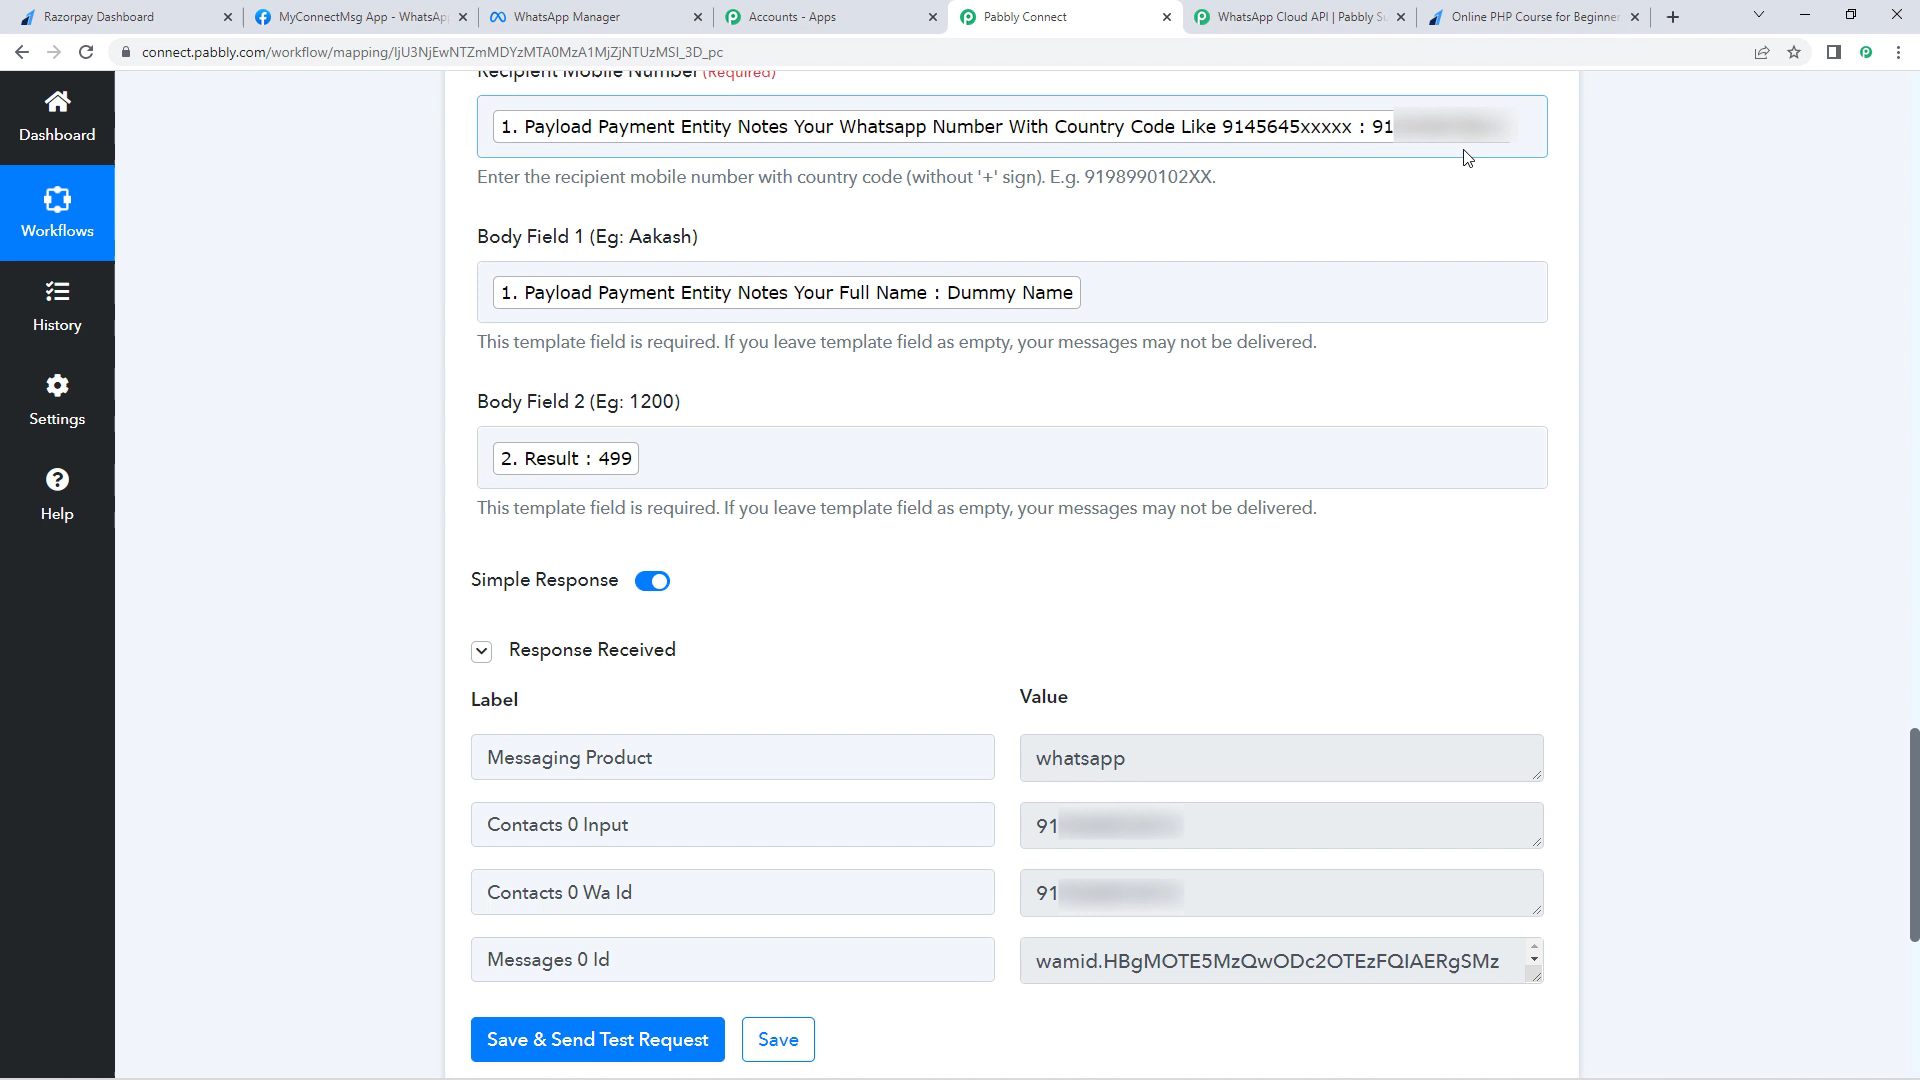 Razorpay Dashboard
MyConnectMsg App - WhatsAp
WhatsApp Manager
Accounts - Apps
Pabbly Connect
WhatsApp Cloud API | Pabbly Su
Online PHP Course for Beginner
connect.pabbly.com/workflow/mapping/IjU3NjEwNTZmMDYzMTA0MzA1MjZjNTUzMSI_3D_pc
Dashboard
Workflows
History
Settings
Help
Recipient Mobile Number (Required)
1. Payload Payment Entity Notes Your Whatsapp Number With Country Code Like 9145645xxxxx : 91
Enter the recipient mobile number with country code (without '+' sign). E.g. 9198990102XX.
Body Field 1 (Eg: Aakash)
1. Payload Payment Entity Notes Your Full Name : Dummy Name
This template field is required. If you leave template field as empty, your messages may not be delivered.
Body Field 2 (Eg: 1200)
2. Result : 499
This template field is required. If you leave template field as empty, your messages may not be delivered.
Simple Response
Response Received
Label Value
Messaging Product whatsapp
Contacts 0 Input 91
Contacts 0 Wa Id 91
Messages 0 Id wamid.HBgMOTE5MzQwODc2OTEzFQIAERgSMz
Save & Send Test Request Save